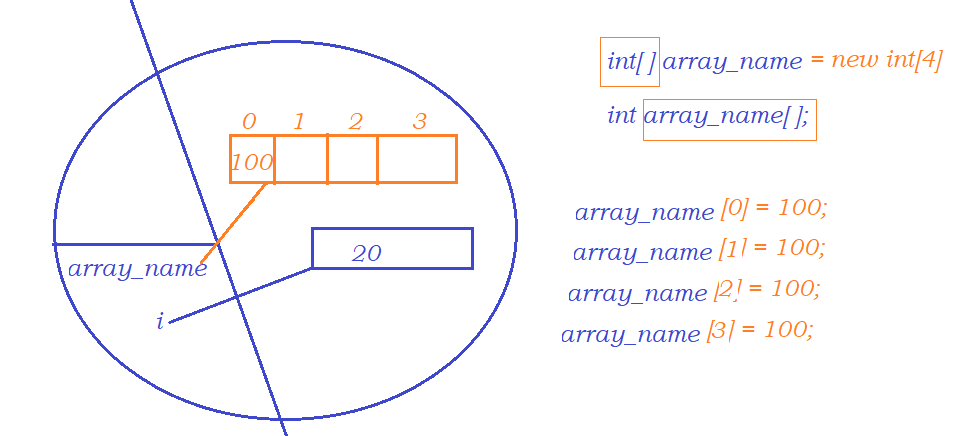 0 1 2 3
100
20
array_name
i
int[ ] array_name = new int[4]
int array_name[ ];
array_name [0] = 100;
array_name [1] = 100;
array_name [2] = 100;
array_name [3] = 100;